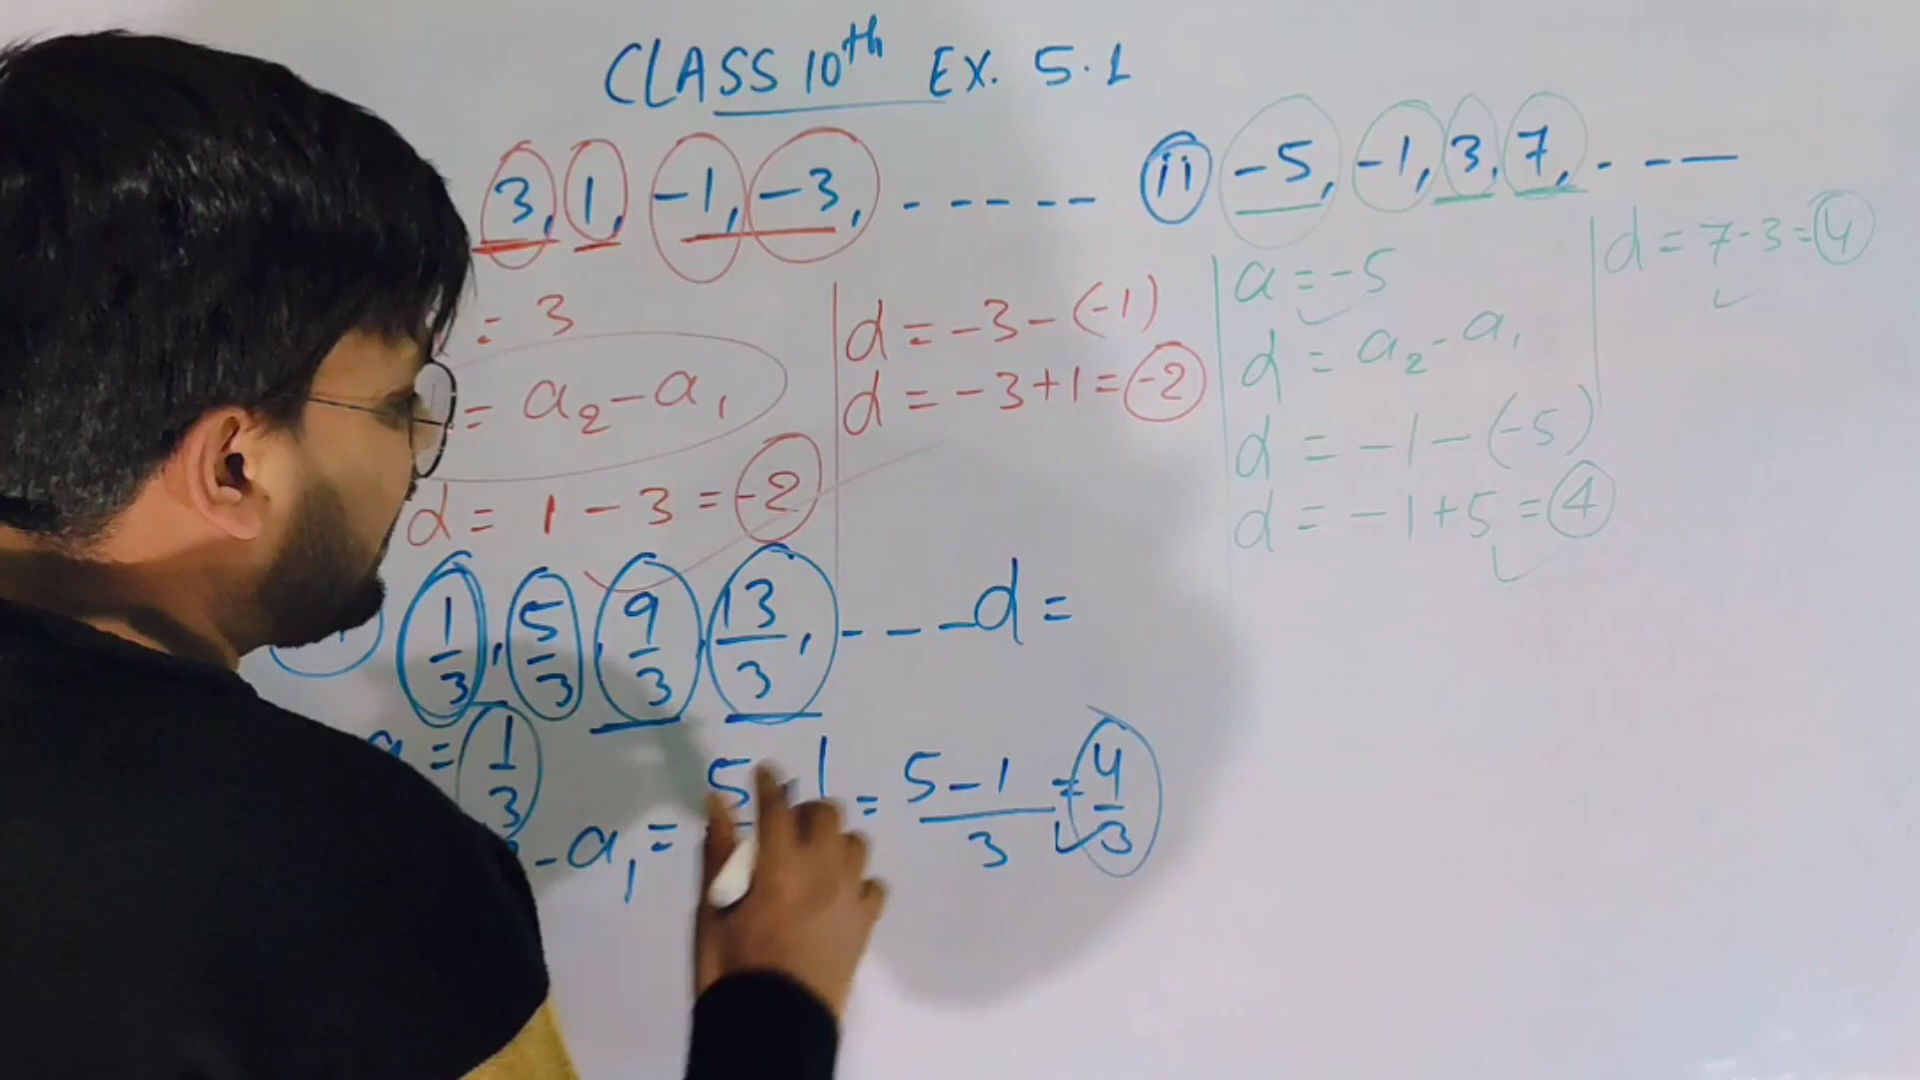 CLASS 10th EX. 5.1
3, 1, -1, -3, - - - - -
= 3
= a₂ - a₁
d = 1 - 3 = -2
d = -3 - (-1)
d = -3 + 1 = -2
(ii) -5, -1, 3, 7, - - -
a = -5
d = a₂ - a₁
d = -1 - (-5)
d = -1 + 5 = 4
d = 7 - 3 = 4
1/3, 5/3, 9/3, 13/3, - - - d =
a = 1/3
- a₁ = 5 - 1 = 5 - 1/3 = 4/3